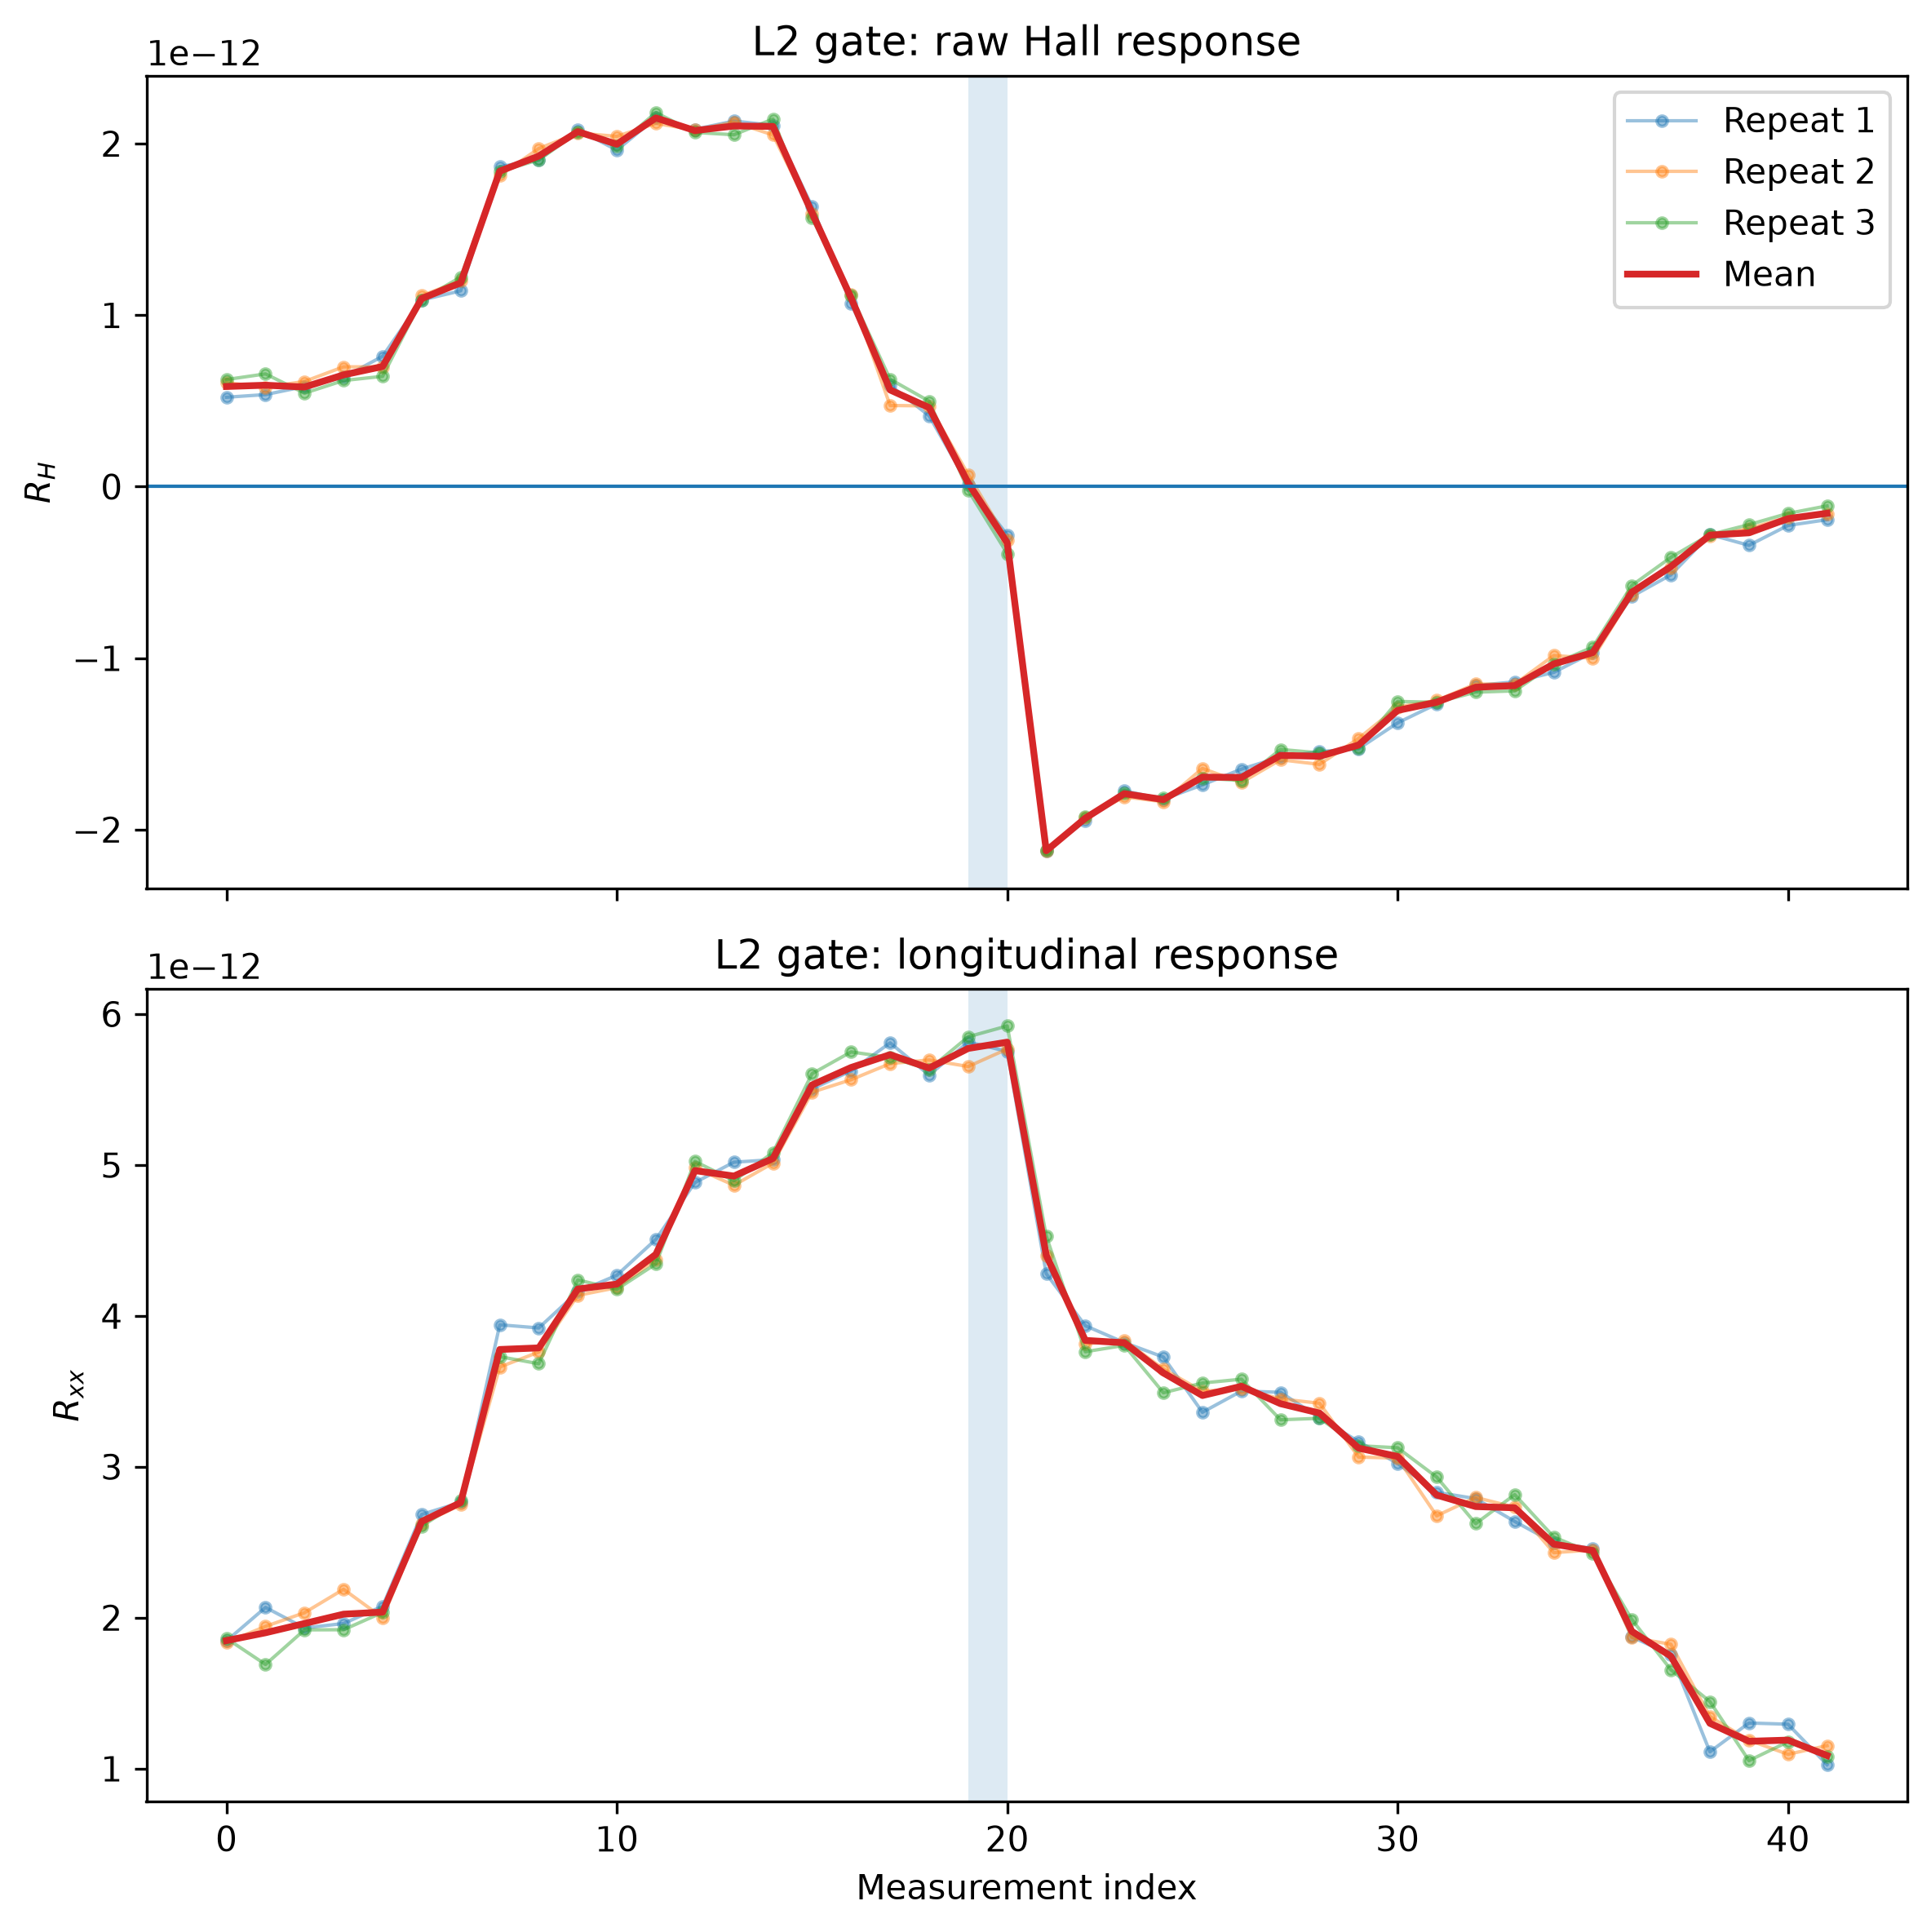 L2 gate: raw Hall response
1e−12
2
1
0
−1
−2
R_H
Repeat 1
Repeat 2
Repeat 3
Mean
L2 gate: longitudinal response
1e−12
6
5
4
3
2
1
R_xx
0 10 20 30 40
Measurement index